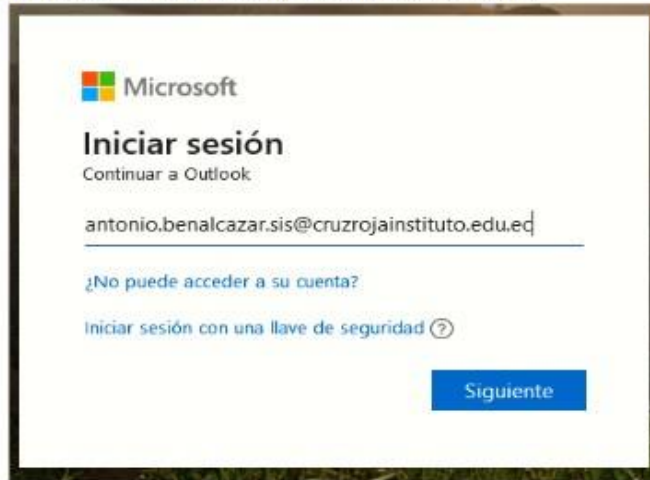 Microsoft
Iniciar sesión
Continuar a Outlook
antonio.benalcazar.sis@cruzrojainstituto.edu.ec
¿No puede acceder a su cuenta?
Iniciar sesión con una llave de seguridad ?
Siguiente